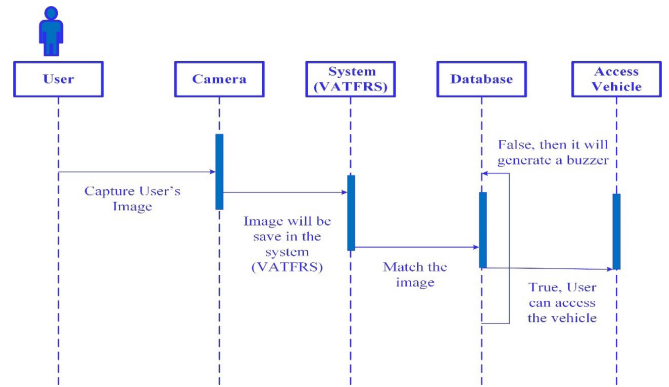 User
Camera
System
(VATFRS)
Database
Access
Vehicle
False, then it will
generate a buzzer
Capture User's
Image
Image will be
save in the
system
(VATFRS)
Match the
image
True, User
can access
the vehicle